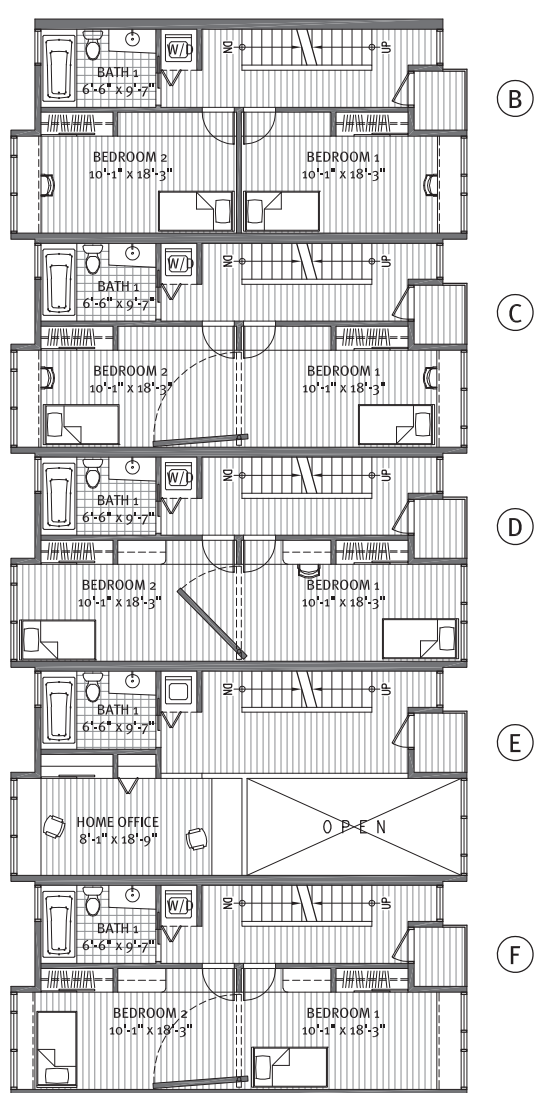 W/D
DN
UP
BATH 1
6'-6" x 9'-7"
B
BEDROOM 2
10'-1" x 18'-3"
BEDROOM 1
10'-1" x 18'-3"
W/D
DN
UP
BATH 1
6'-6" x 9'-7"
C
BEDROOM 2
10'-1" x 18'-3"
BEDROOM 1
10'-1" x 18'-3"
W/D
DN
UP
BATH 1
6'-6" x 9'-7"
D
BEDROOM 2
10'-1" x 18'-3"
BEDROOM 1
10'-1" x 18'-3"
DN
UP
BATH 1
6'-6" x 9'-7"
E
HOME OFFICE
8'-1" x 18'-9"
OPEN
W/D
DN
UP
BATH 1
6'-6" x 9'-7"
F
BEDROOM 2
10'-1" x 18'-3"
BEDROOM 1
10'-1" x 18'-3"